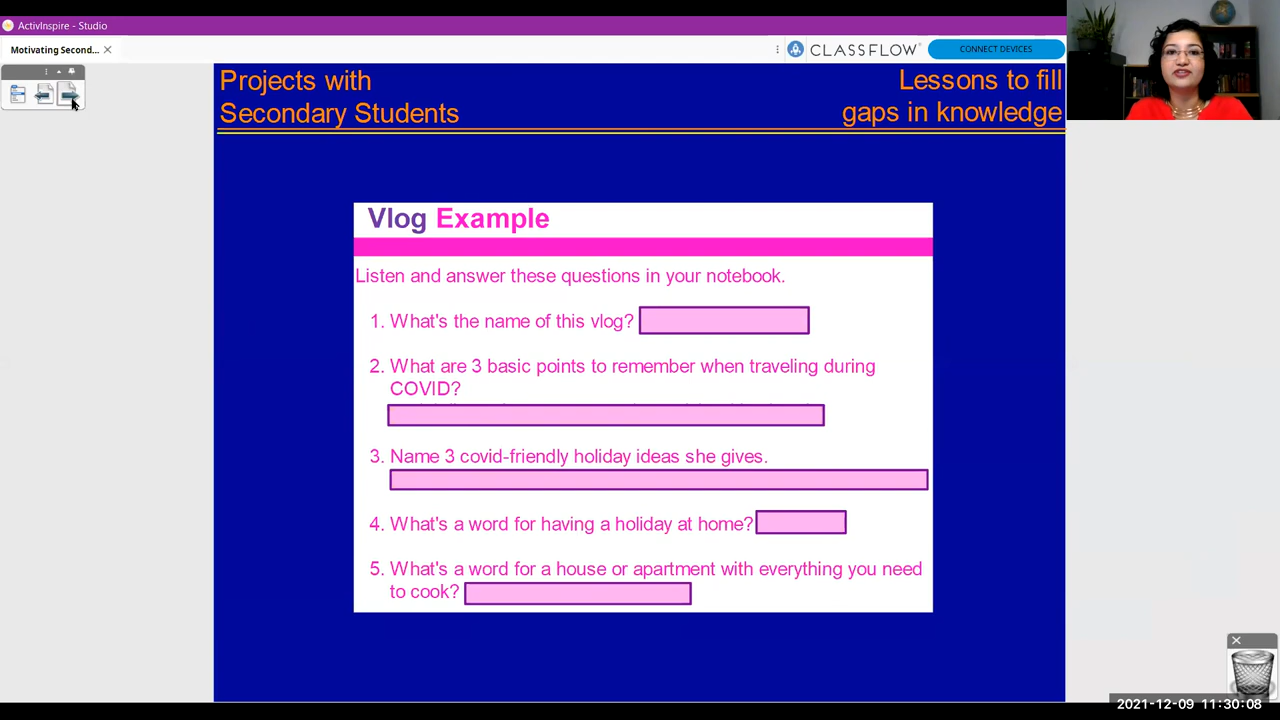 ActivInspire - Studio
Motivating Second...
CLASSFLOW
CONNECT DEVICES
Projects with
Secondary Students
Lessons to fill
gaps in knowledge
Vlog Example
Listen and answer these questions in your notebook.
1. What's the name of this vlog?
2. What are 3 basic points to remember when traveling during
COVID?
3. Name 3 covid-friendly holiday ideas she gives.
4. What's a word for having a holiday at home?
5. What's a word for a house or apartment with everything you need
to cook?
2021-12-09 11:30:08